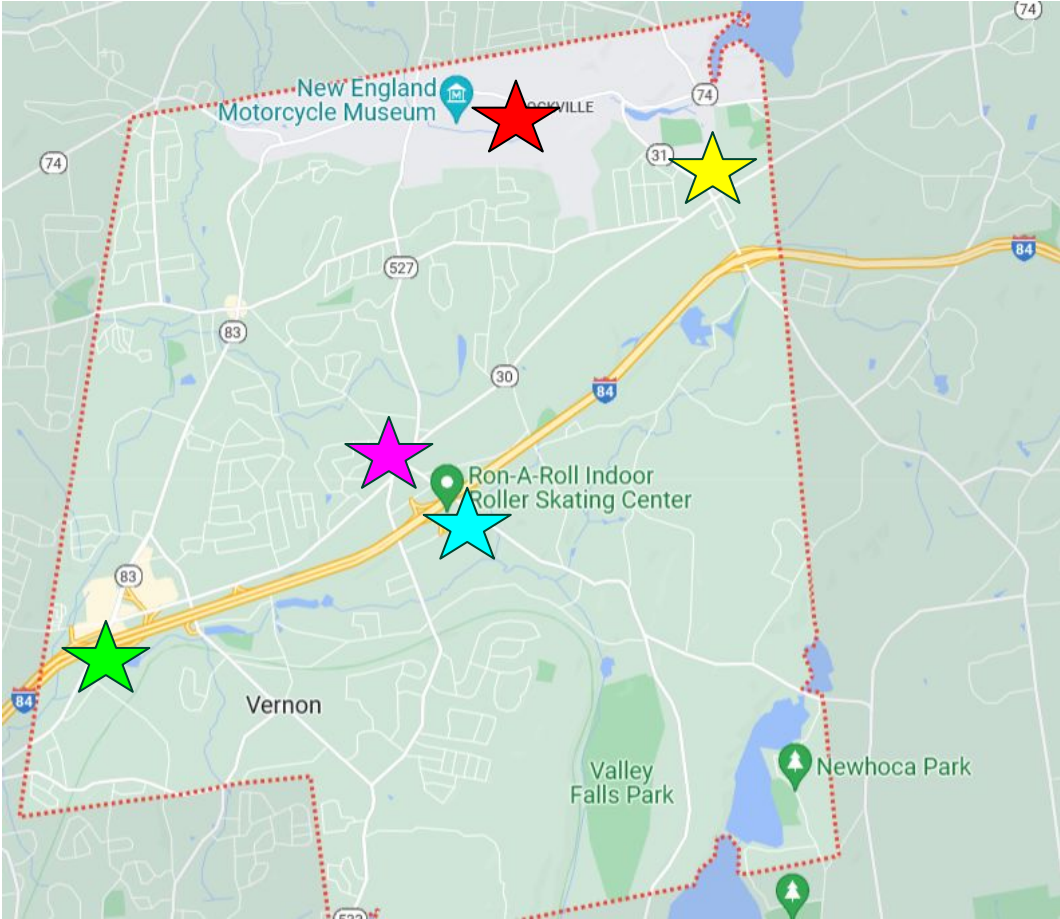 74
New England
Motorcycle Museum
OCKVILLE
74
74
31
84
527
83
30
84
Ron-A-Roll Indoor
Roller Skating Center
83
84
Vernon
Valley
Falls Park
Newhoca Park